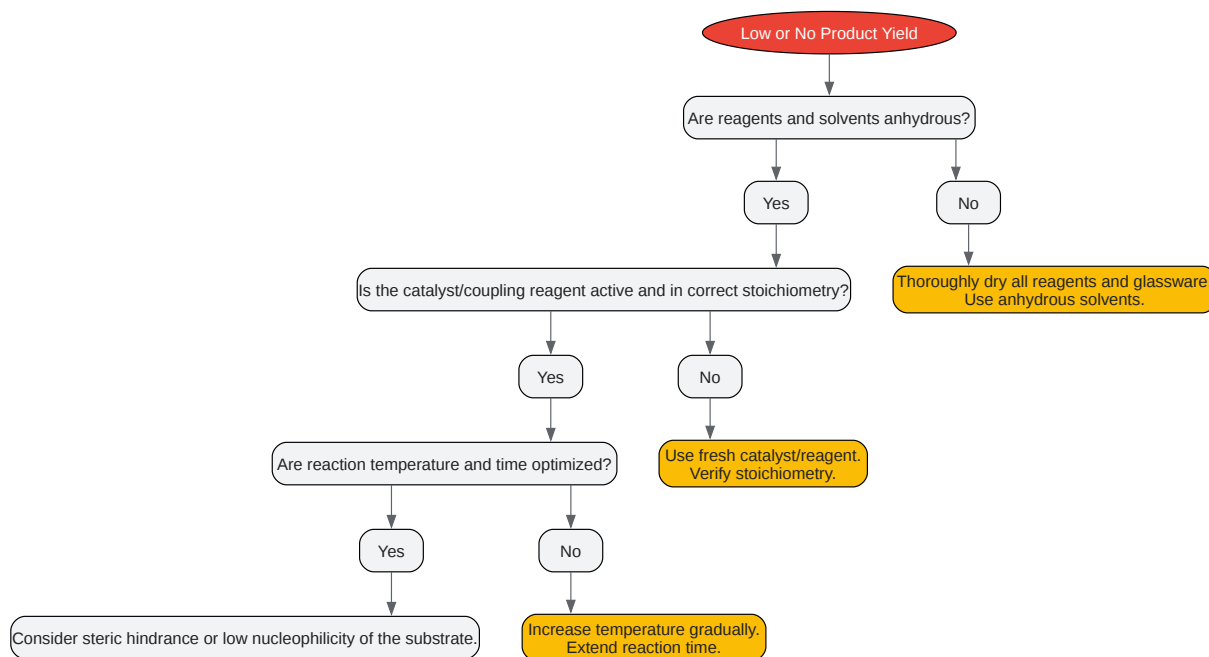 Low or No Product Yield
Are reagents and solvents anhydrous?
Yes
No
Is the catalyst/coupling reagent active and in correct stoichiometry?
Thoroughly dry all reagents and glassware
Use anhydrous solvents.
Yes
No
Are reaction temperature and time optimized?
Use fresh catalyst/reagent.
Verify stoichiometry.
Yes
No
Consider steric hindrance or low nucleophilicity of the substrate.
Increase temperature gradually.
Extend reaction time.